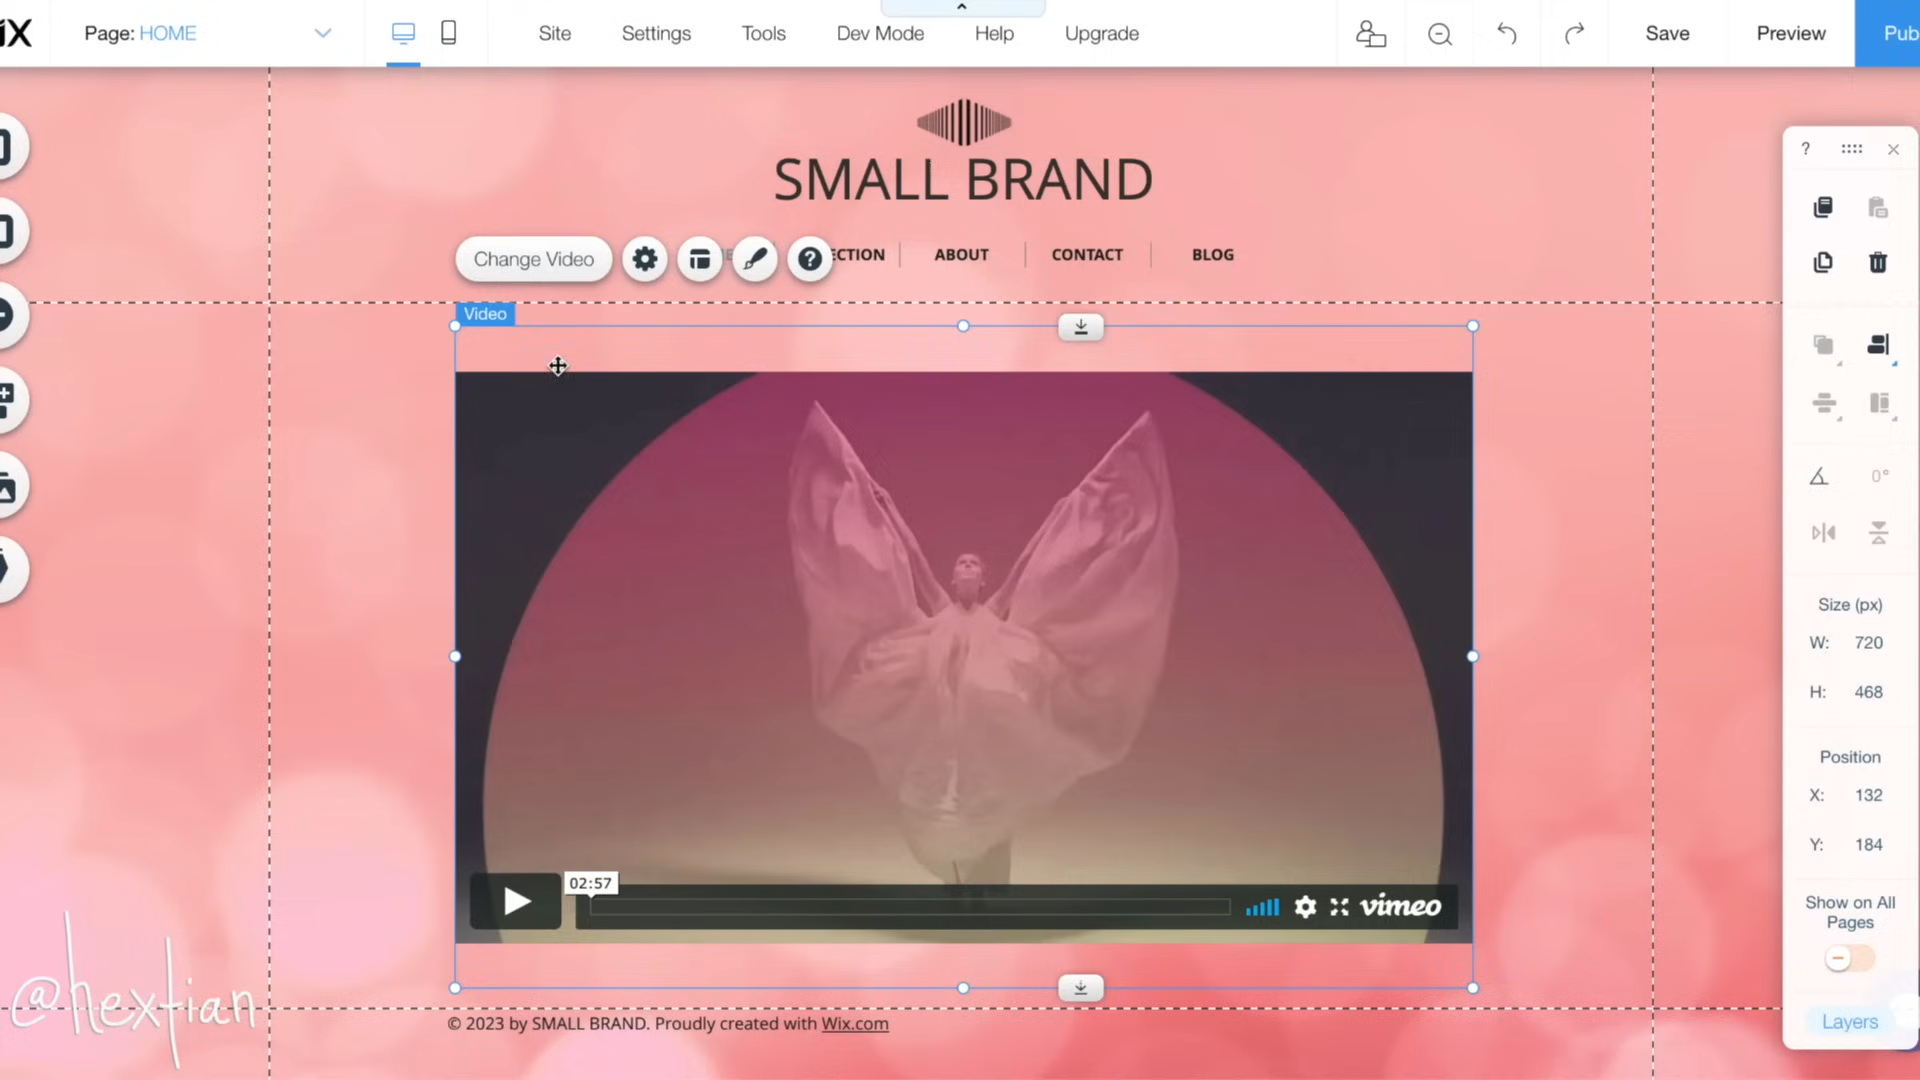 iX
Page: HOME
Site
Settings
Tools
Dev Mode
Help
Upgrade
Save
Preview
Pub
SMALL BRAND
Change Video
ECTION
ABOUT
CONTACT
BLOG
Video
02:57
vimeo
© 2023 by SMALL BRAND. Proudly created with Wix.com
@hextian
?
0°
Size (px)
W: 720
H: 468
Position
X: 132
Y: 184
Show on All
Pages
Layers